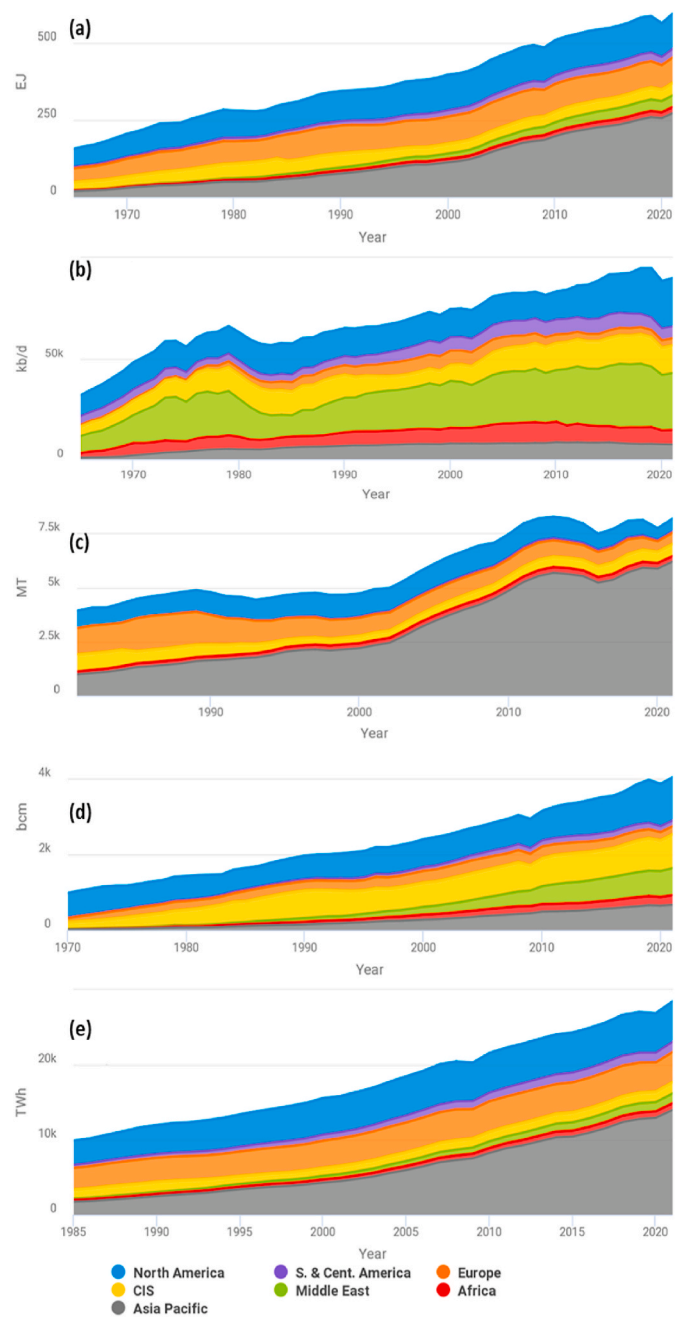 (a)
500
EJ
250
0
1970 1980 1990 2000 2010 2020
Year
(b)
kb/d
50k
0
1970 1980 1990 2000 2010 2020
Year
(c)
7.5k
MT
5k
2.5k
0
1990 2000 2010 2020
Year
4k
(d)
bcm
2k
0
1970 1980 1990 2000 2010 2020
Year
(e)
20k
TWh
10k
0
1985 1990 1995 2000 2005 2010 2015 2020
Year
North America S. & Cent. America Europe
CIS Middle East Africa
Asia Pacific